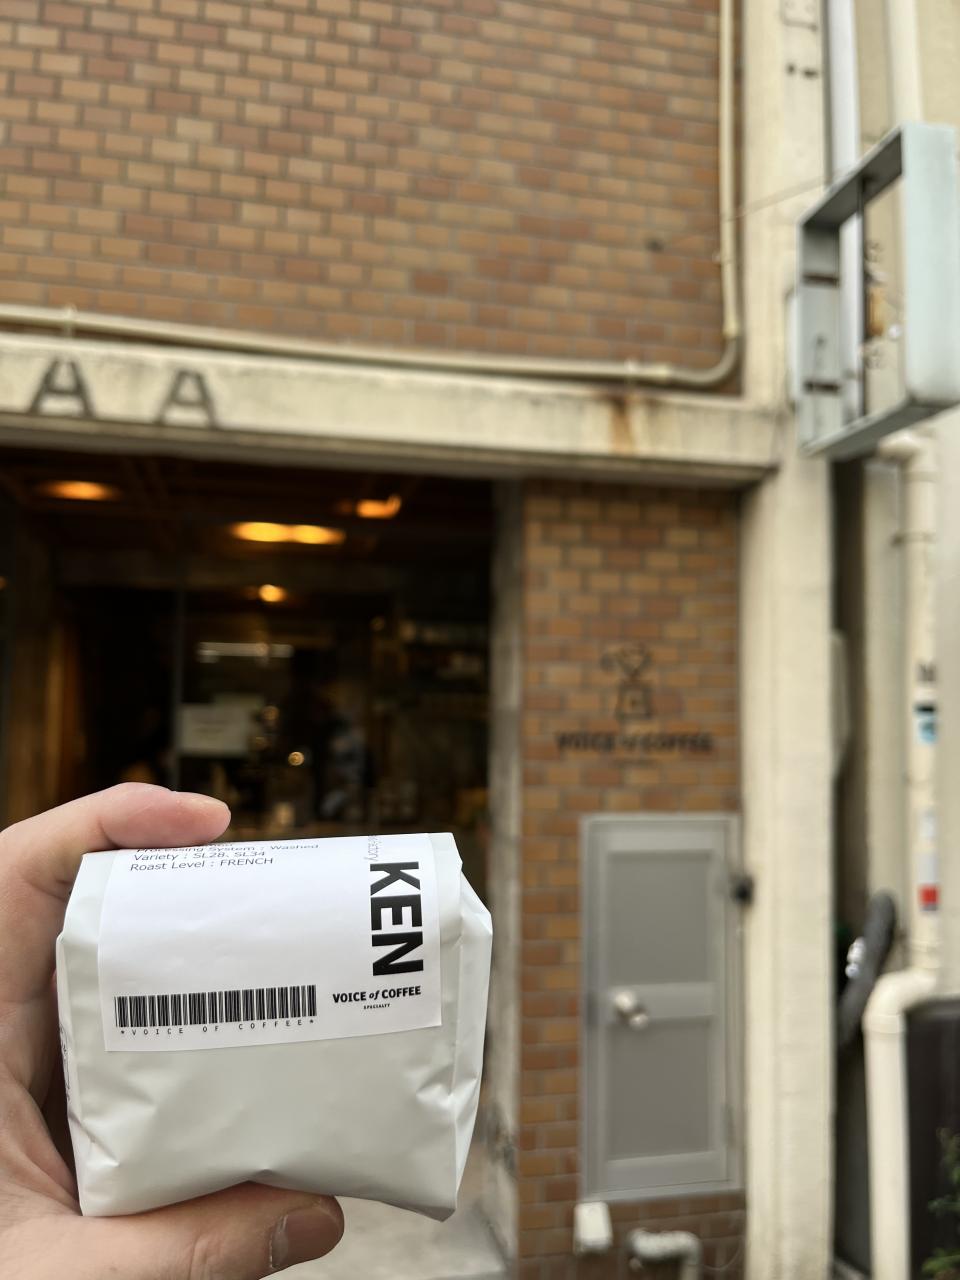 A A
VOICE of COFFEE
Processing System : Washed
Variety : SL28, SL34
Roast Level : FRENCH
KEN
VOICE of COFFEE
SPECIALTY
*VOICE OF COFFEE*